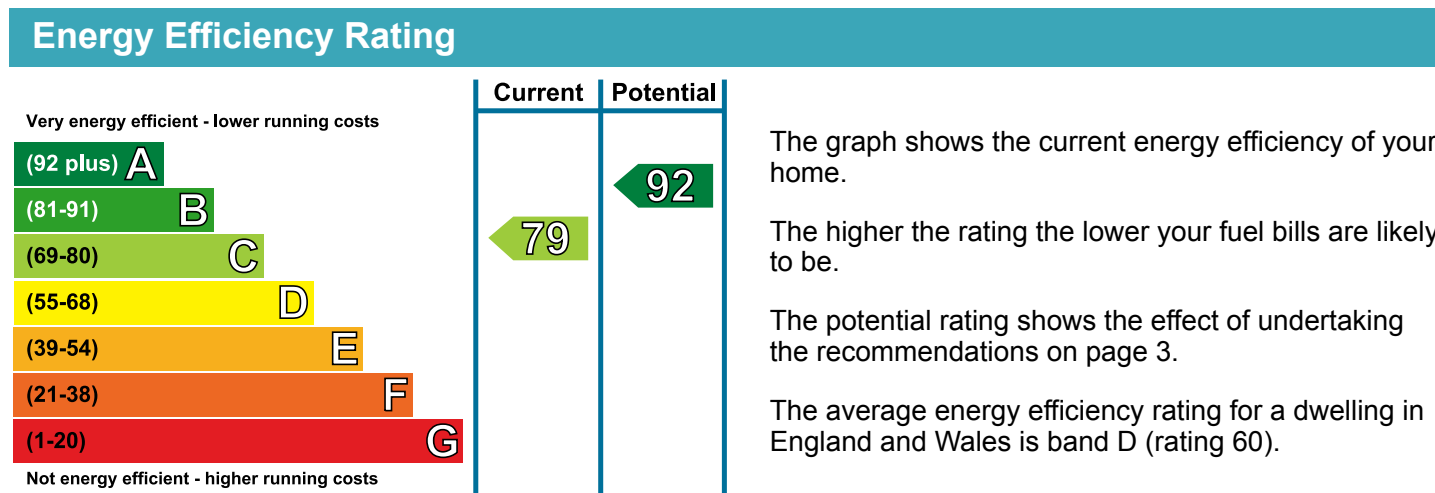 Energy Efficiency Rating
Current Potential
Very energy efficient - lower running costs
(92 plus) A
(81-91) B
(69-80) C
(55-68) D
(39-54) E
(21-38) F
(1-20) G
Not energy efficient - higher running costs
79
92
The graph shows the current energy efficiency of your
home.
The higher the rating the lower your fuel bills are likely
to be.
The potential rating shows the effect of undertaking
the recommendations on page 3.
The average energy efficiency rating for a dwelling in
England and Wales is band D (rating 60).